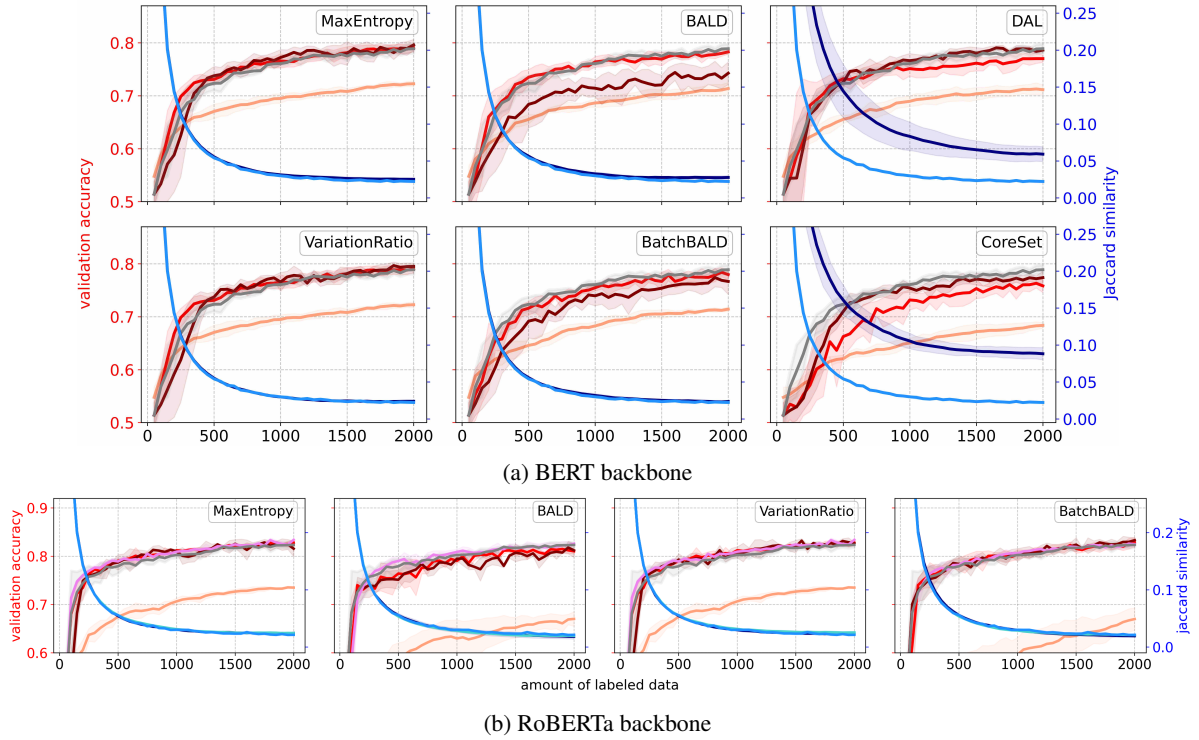 MaxEntropy
BALD
DAL
0.8
0.7
0.6
0.5
0.25
0.20
0.15
0.10
0.05
0.00
VariationRatio
BatchBALD
CoreSet
0.8
0.7
0.6
0.5
0.25
0.20
0.15
0.10
0.05
0.00
validation accuracy
Jaccard similarity
0 500 1000 1500 2000
0 500 1000 1500 2000
0 500 1000 1500 2000
(a) BERT backbone
MaxEntropy
BALD
VariationRatio
BatchBALD
0.9
0.8
0.7
0.6
0.2
0.1
0.0
validation accuracy
jaccard similarity
0 500 1000 1500 2000
0 500 1000 1500 2000
0 500 1000 1500 2000
0 500 1000 1500 2000
amount of labeled data
(b) RoBERTa backbone